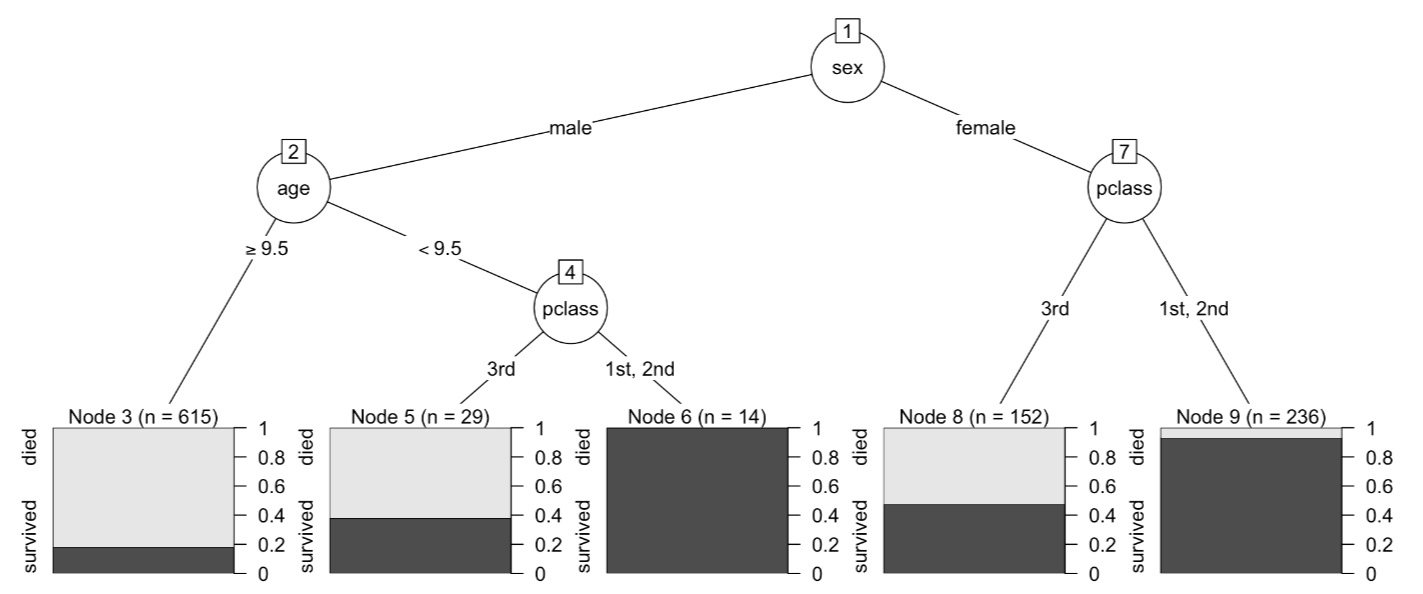 1
sex
male
female
2
age
7
pclass
≥ 9.5
< 9.5
4
pclass
3rd
1st, 2nd
3rd
1st, 2nd
Node 3 (n = 615)
died
survived
1
0.8
0.6
0.4
0.2
0
Node 5 (n = 29)
died
survived
1
0.8
0.6
0.4
0.2
0
Node 6 (n = 14)
died
survived
1
0.8
0.6
0.4
0.2
0
Node 8 (n = 152)
died
survived
1
0.8
0.6
0.4
0.2
0
Node 9 (n = 236)
died
survived
1
0.8
0.6
0.4
0.2
0